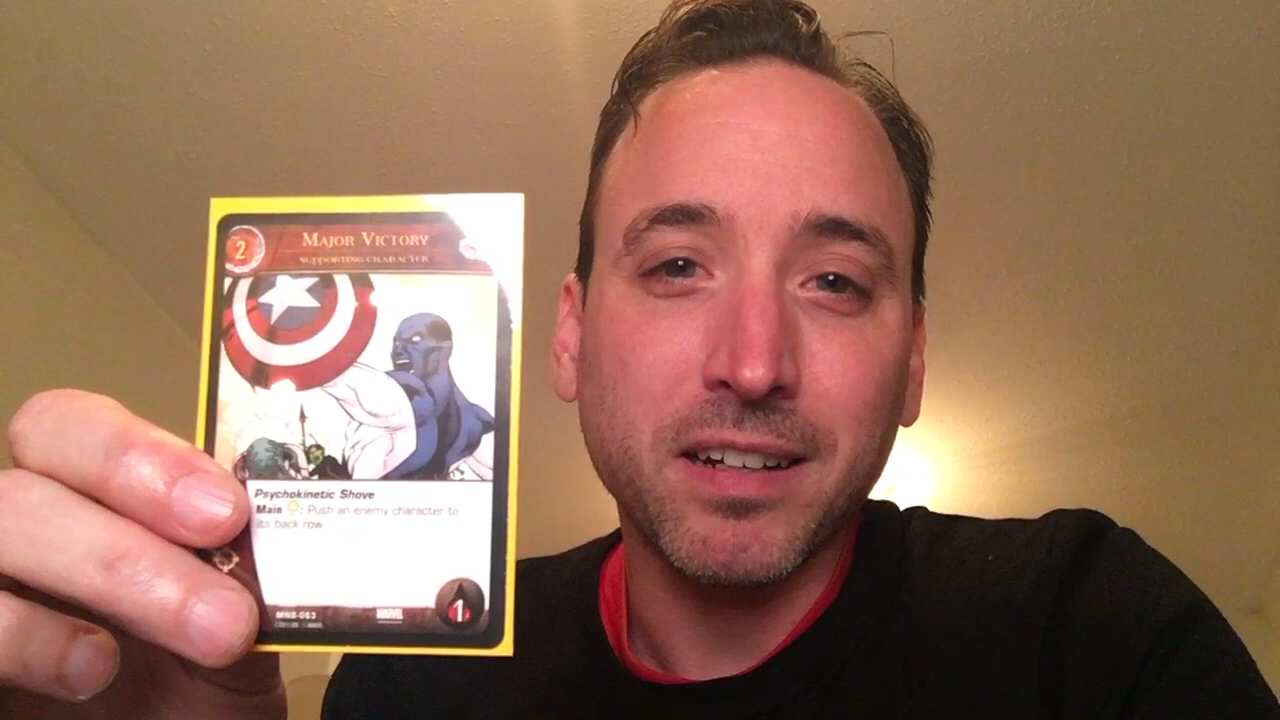 2
MAJOR VICTORY
SUPPORTING CHARACTER
Psychokinetic Shove
Main : Push an enemy character to
its back row
1
MNB-063
MARVEL